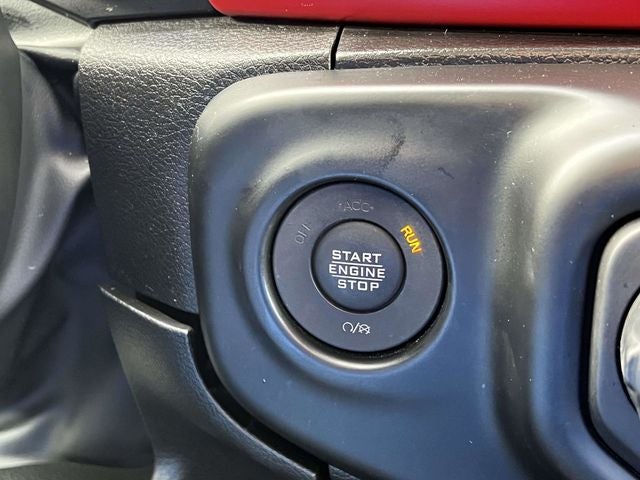 OFF
ACC
RUN
START
ENGINE
STOP